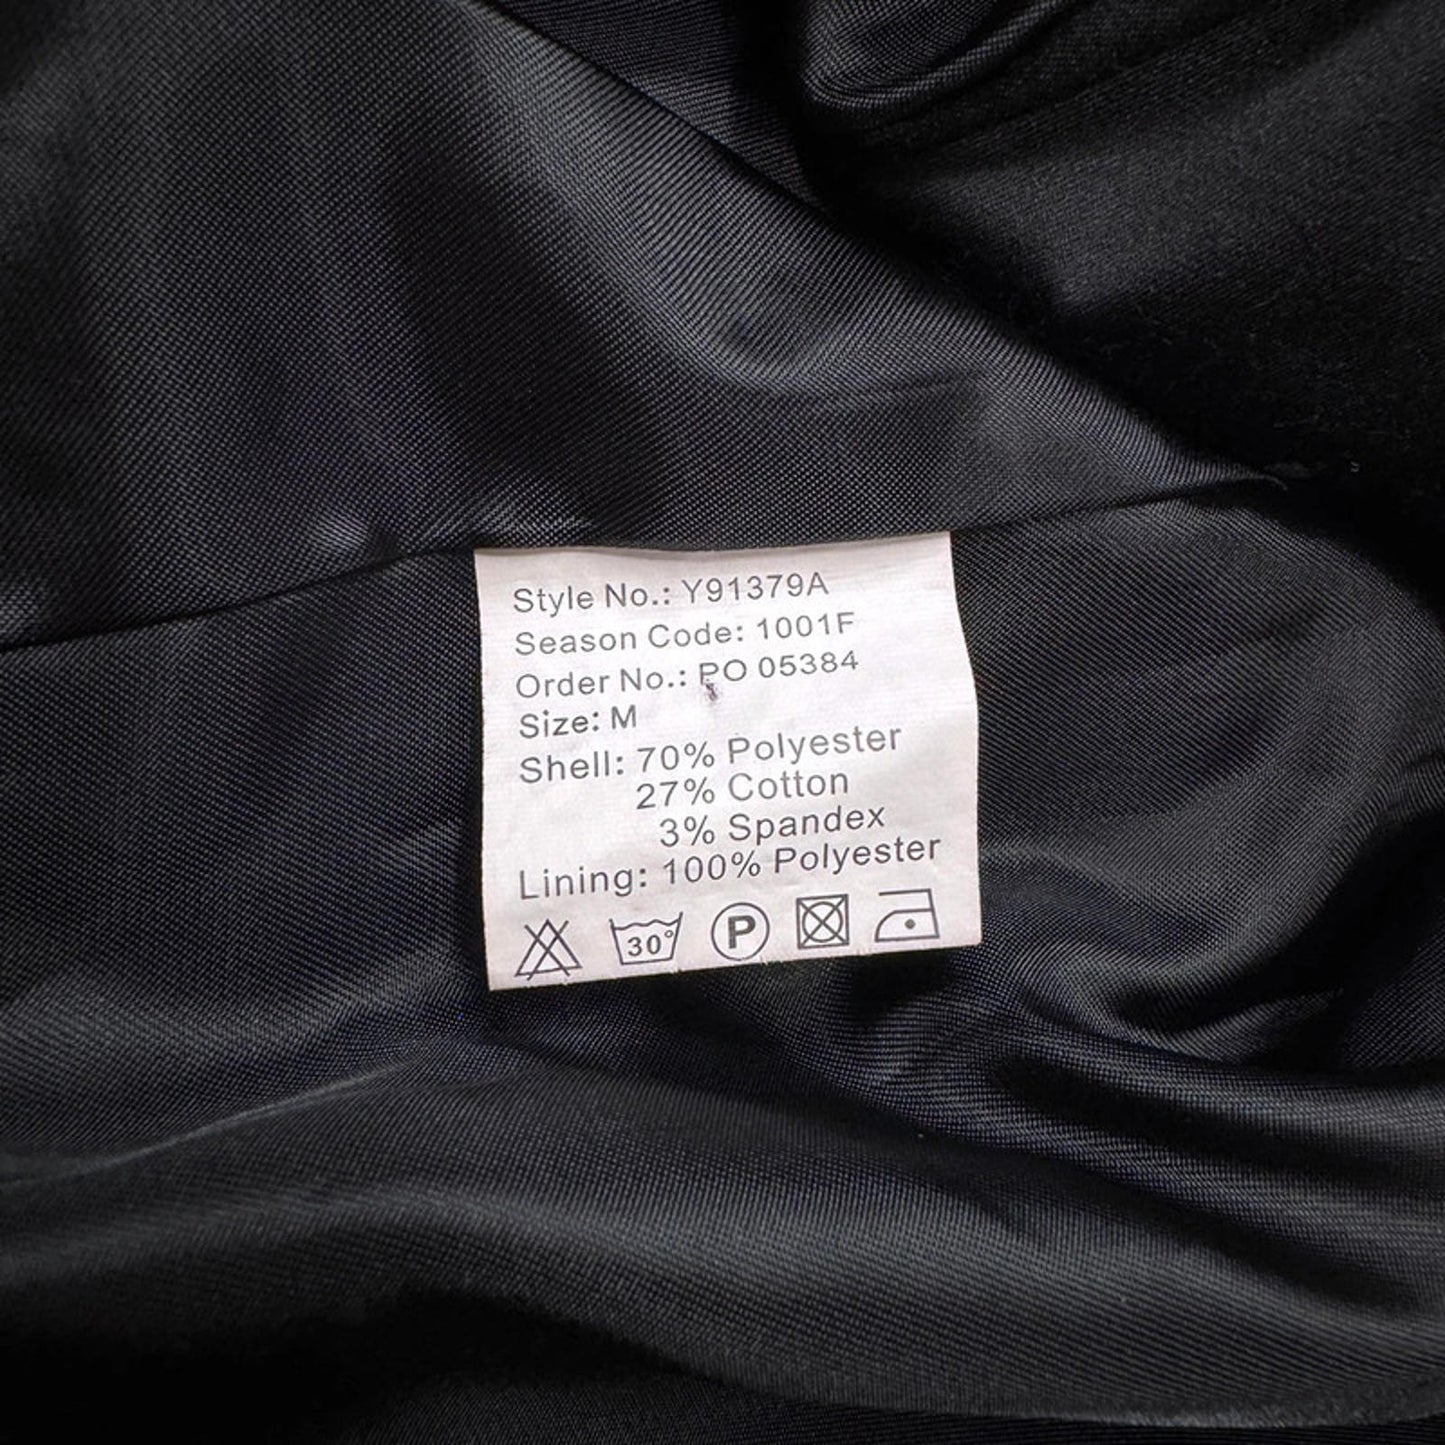 Style No.: Y91379A
Season Code: 1001F
Order No.: PO 05384
Size: M
Shell: 70% Polyester
27% Cotton
3% Spandex
Lining: 100% Polyester
30° P